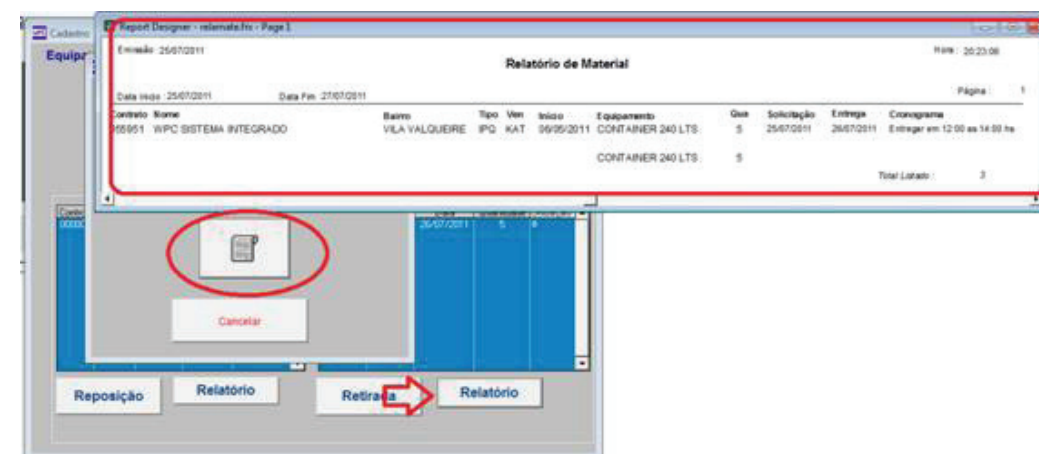 Cadastro
Report Designer - relamate.frx - Page 1
Equipa
Emissão 25/07/2011
Hora : 20:23:08
Relatório de Material
Data Início : 25/07/2011 Data Fim : 27/07/2011
Página : 1
Contrato Nome Bairro Tipo Ven Início Equipamento Solicitação Entrega Cronograma
WPC SISTEMA INTEGRADO VILA VALQUEIRE IPQ KAT 06/05/2011 CONTAINER 240 LTS. 5 25/07/2011 26/07/2011 Entregar em 12:00 as 14:00 hs
CONTAINER 240 LTS. 5
Total Listado : 3
26/07/2011 5
Cancelar
Reposição Relatório Retirada Relatório